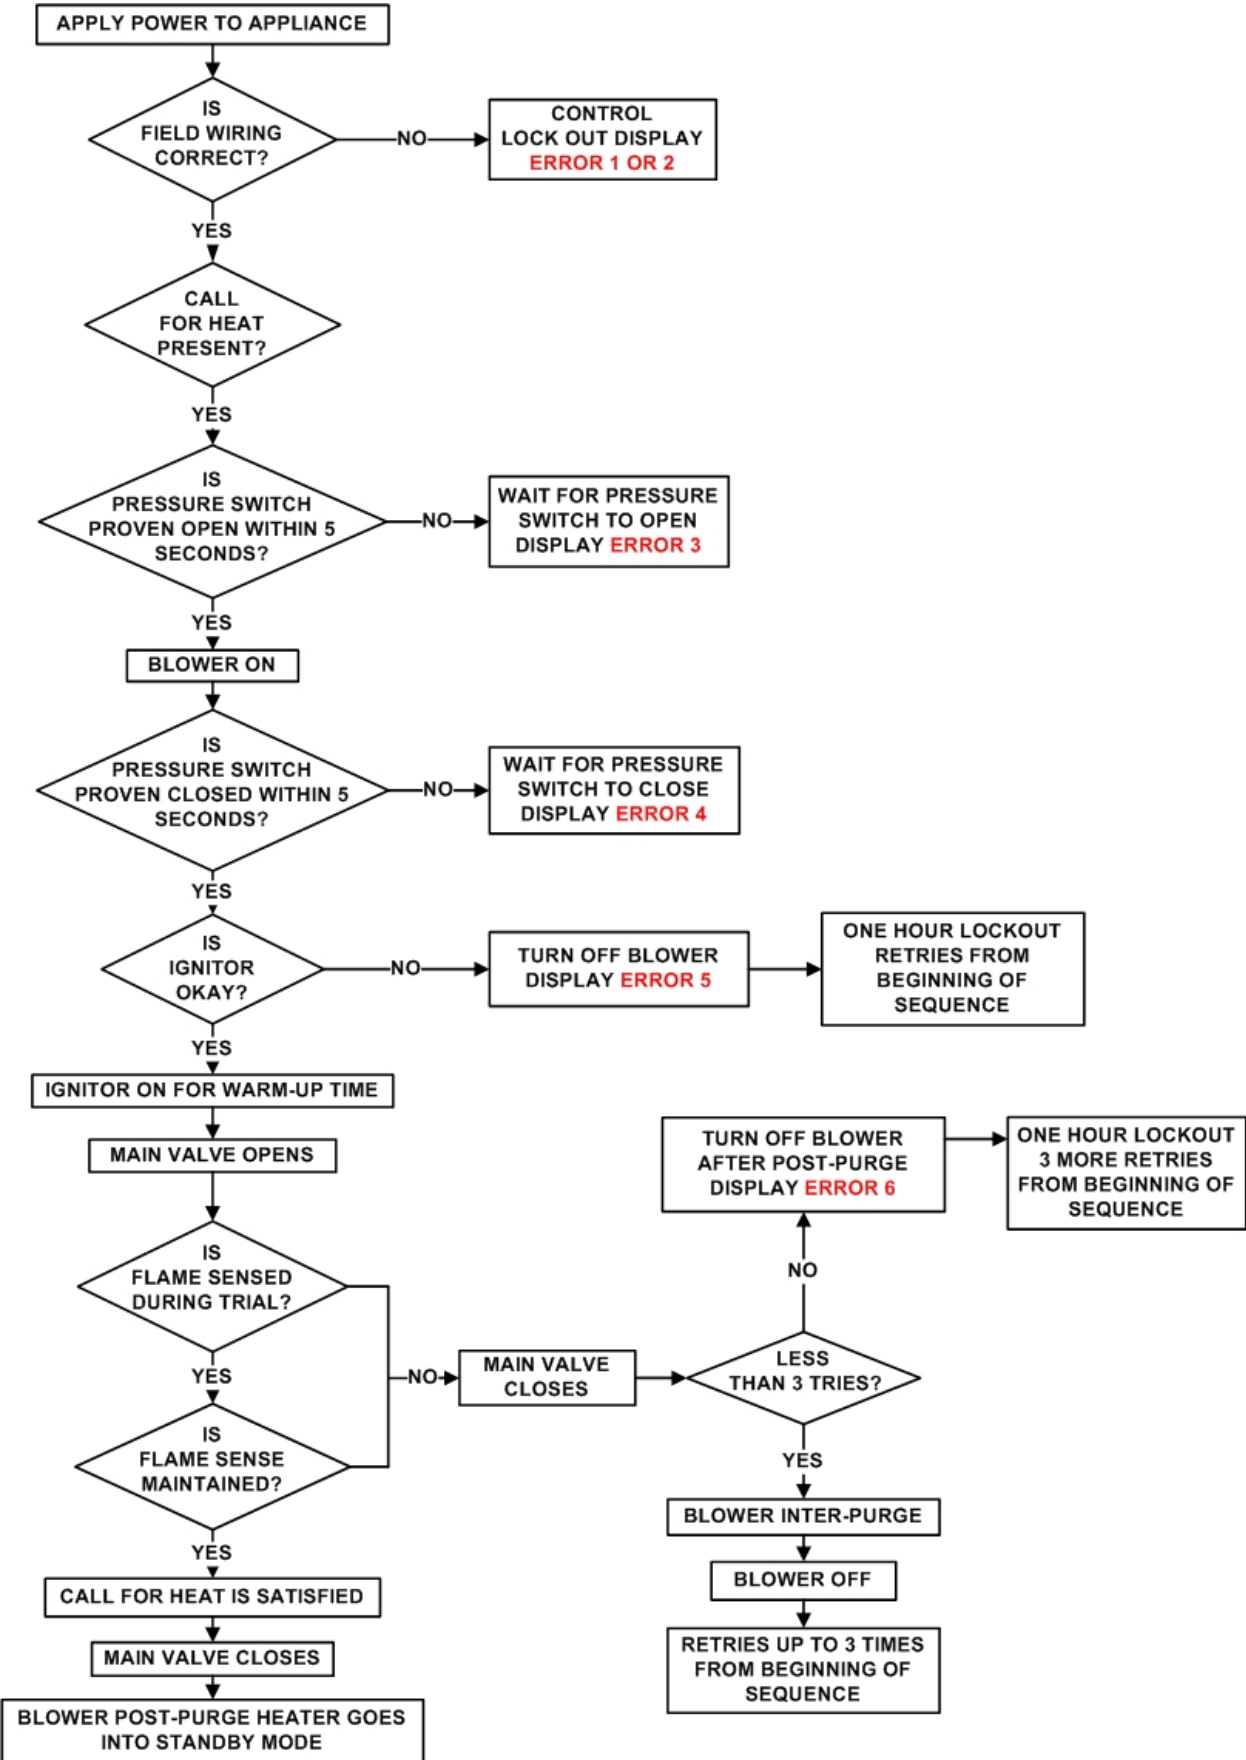 APPLY POWER TO APPLIANCE
IS
FIELD WIRING
CORRECT?
NO
CONTROL
LOCK OUT DISPLAY
ERROR 1 OR 2
YES
CALL
FOR HEAT
PRESENT?
YES
IS
PRESSURE SWITCH
PROVEN OPEN WITHIN 5
SECONDS?
NO
WAIT FOR PRESSURE
SWITCH TO OPEN
DISPLAY ERROR 3
YES
BLOWER ON
IS
PRESSURE SWITCH
PROVEN CLOSED WITHIN 5
SECONDS?
NO
WAIT FOR PRESSURE
SWITCH TO CLOSE
DISPLAY ERROR 4
YES
IS
IGNITOR
OKAY?
NO
TURN OFF BLOWER
DISPLAY ERROR 5
ONE HOUR LOCKOUT
RETRIES FROM
BEGINNING OF
SEQUENCE
YES
IGNITOR ON FOR WARM-UP TIME
MAIN VALVE OPENS
IS
FLAME SENSED
DURING TRIAL?
YES
IS
FLAME SENSE
MAINTAINED?
NO
MAIN VALVE
CLOSES
LESS
THAN 3 TRIES?
NO
TURN OFF BLOWER
AFTER POST-PURGE
DISPLAY ERROR 6
ONE HOUR LOCKOUT
3 MORE RETRIES
FROM BEGINNING OF
SEQUENCE
YES
BLOWER INTER-PURGE
BLOWER OFF
RETRIES UP TO 3 TIMES
FROM BEGINNING OF
SEQUENCE
YES
CALL FOR HEAT IS SATISFIED
MAIN VALVE CLOSES
BLOWER POST-PURGE HEATER GOES
INTO STANDBY MODE